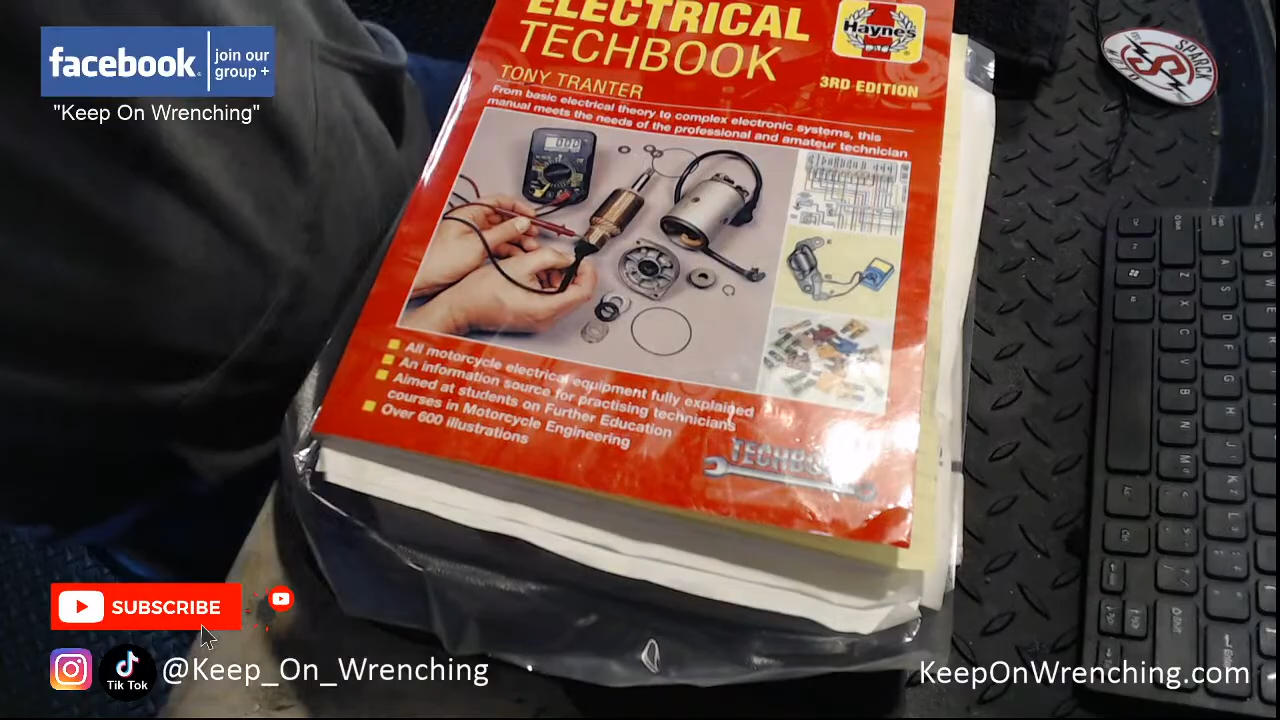 facebook
join our
group +
"Keep On Wrenching"
ELECTRICAL
TECHBOOK
Haynes
TONY TRANTER
3RD EDITION
From basic electrical theory to complex electronic systems, this
manual meets the needs of the professional and amateur technician
All motorcycle electrical equipment fully explained
An information source for practising technicians
Aimed at students on Further Education
courses in Motorcycle Engineering
Over 600 illustrations
SUBSCRIBE
Tik Tok
@Keep_On_Wrenching
KeepOnWrenching.com